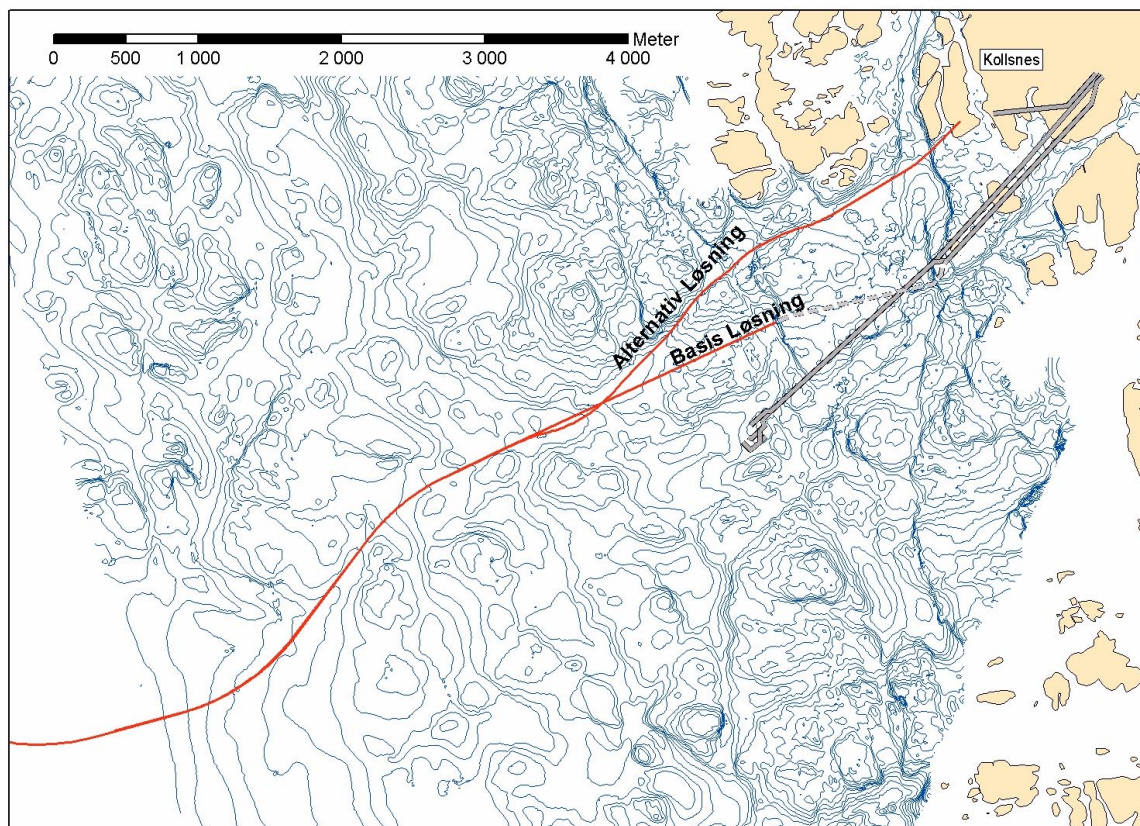 Meter
0 500 1 000 2 000 3 000 4 000
Kollsnes
Alternativ Løsning
Basis Løsning